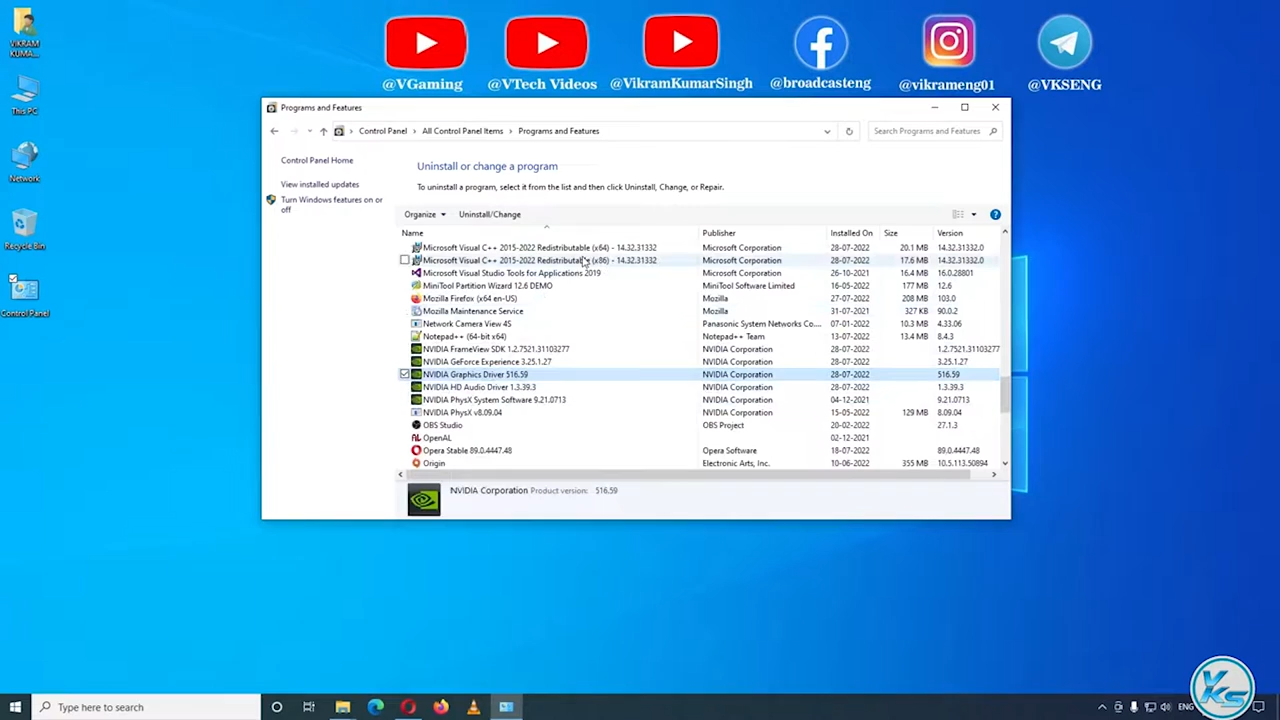 VIKRAM
KUMA...
This PC
Network
Recycle Bin
Control Panel
@VGaming
@VTech Videos
@VikramKumarSingh
@broadcasteng
@vikrameng01
@VKSENG
Programs and Features
Control Panel > All Control Panel Items > Programs and Features
Search Programs and Features
Control Panel Home
View installed updates
Turn Windows features on or
off
Uninstall or change a program
To uninstall a program, select it from the list and then click Uninstall, Change, or Repair.
Organize Uninstall/Change
Name Publisher Installed On Size Version
Microsoft Visual C++ 2015-2022 Redistributable (x64) - 14.32.31332 Microsoft Corporation 28-07-2022 20.1 MB 14.32.31332.0
Microsoft Visual C++ 2015-2022 Redistributable (x86) - 14.32.31332 Microsoft Corporation 28-07-2022 17.6 MB 14.32.31332.0
Microsoft Visual Studio Tools for Applications 2019 Microsoft Corporation 26-10-2021 16.4 MB 16.0.28801
MiniTool Partition Wizard 12.6 DEMO MiniTool Software Limited 16-05-2022 177 MB 12.6
Mozilla Firefox (x64 en-US) Mozilla 27-07-2022 208 MB 103.0
Mozilla Maintenance Service Mozilla 31-07-2021 327 KB 90.0.2
Network Camera View 4S Panasonic System Networks Co.... 07-01-2022 10.3 MB 4.33.06
Notepad++ (64-bit x64) Notepad++ Team 13-07-2022 13.4 MB 8.4.3
NVIDIA FrameView SDK 1.2.7521.31103277 NVIDIA Corporation 28-07-2022 1.2.7521.31103277
NVIDIA GeForce Experience 3.25.1.27 NVIDIA Corporation 28-07-2022 3.25.1.27
NVIDIA Graphics Driver 516.59 NVIDIA Corporation 28-07-2022 516.59
NVIDIA HD Audio Driver 1.3.39.3 NVIDIA Corporation 28-07-2022 1.3.39.3
NVIDIA PhysX System Software 9.21.0713 NVIDIA Corporation 04-12-2021 9.21.0713
NVIDIA PhysX v8.09.04 NVIDIA Corporation 15-05-2022 129 MB 8.09.04
OBS Studio OBS Project 20-02-2022 27.1.3
OpenAL 02-12-2021
Opera Stable 89.0.4447.48 Opera Software 18-07-2022 89.0.4447.48
Origin Electronic Arts, Inc. 10-06-2022 355 MB 10.5.113.50894
NVIDIA Corporation Product version: 516.59
Type here to search
ENG
VKS